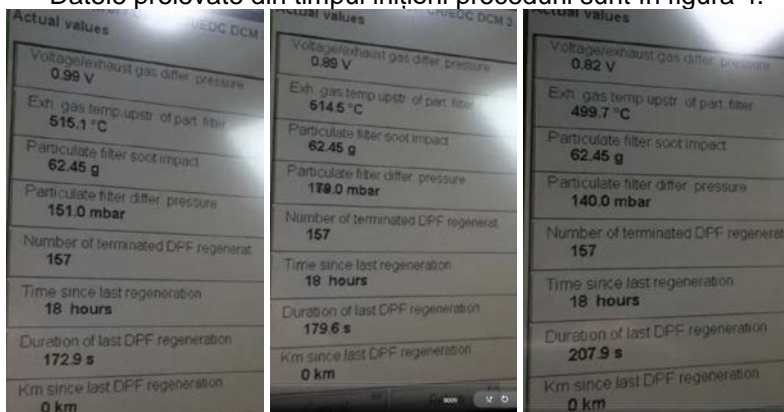 Datele prelovate din timpul inițierii procedurii sunt în figura 4.
Actual values
EDC DCM 3
Voltage/exhaust gas differ. pressure
0.99 V
Exh. gas temp upstr. of part. filter
515.1 °C
Particulate filter soot impact
62.45 g
Particulate filter differ. pressure
151.0 mbar
Number of terminated DPF regenerat
157
Time since last regeneration
18 hours
Duration of last DPF regeneration
172.9 s
Km since last DPF regeneration
0 km
Actual values
EDC DCM 3
Voltage/exhaust gas differ. pressure
0.89 V
Exh. gas temp upstr. of part. filter
514.5 °C
Particulate filter soot impact
62.45 g
Particulate filter differ. pressure
mbar
Number of terminated DPF regenerat
157
Time since last regeneration
18 hours
Duration of last DPF regeneration
179.6 s
Km since last DPF regeneration
0 km
Actual values
Voltage/exhaust gas differ. pressure
0.82 V
Exh. gas temp upstr. of part. filter
499.7 °C
Particulate filter soot impact
62.45 g
Particulate filter differ. pressure
140.0 mbar
Number of terminated DPF regenerat
157
Time since last regeneration
18 hours
Duration of last DPF regeneration
207.9 s
Km since last DPF regeneration
0 km